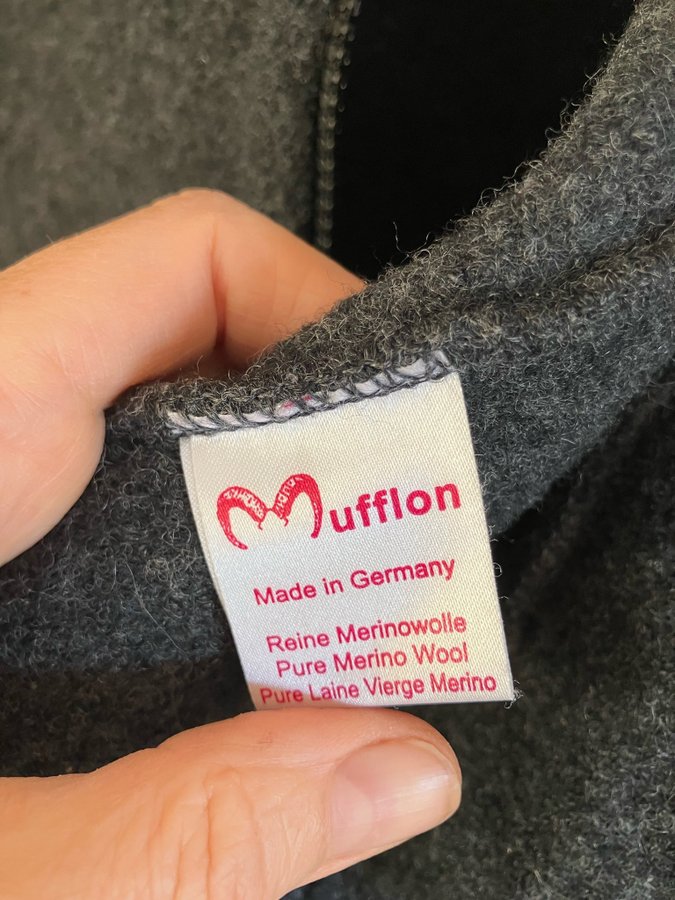 Mufflon
Made in Germany
Reine Merinowolle
Pure Merino Wool
Pure Laine Vierge Merino